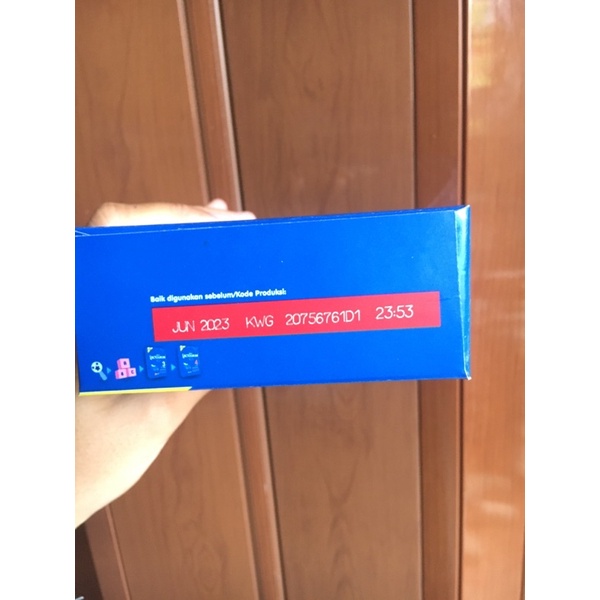 Baik digunakan sebelum/Kode Produksi:
JUN 2023 KWG 20756761D1 23:53